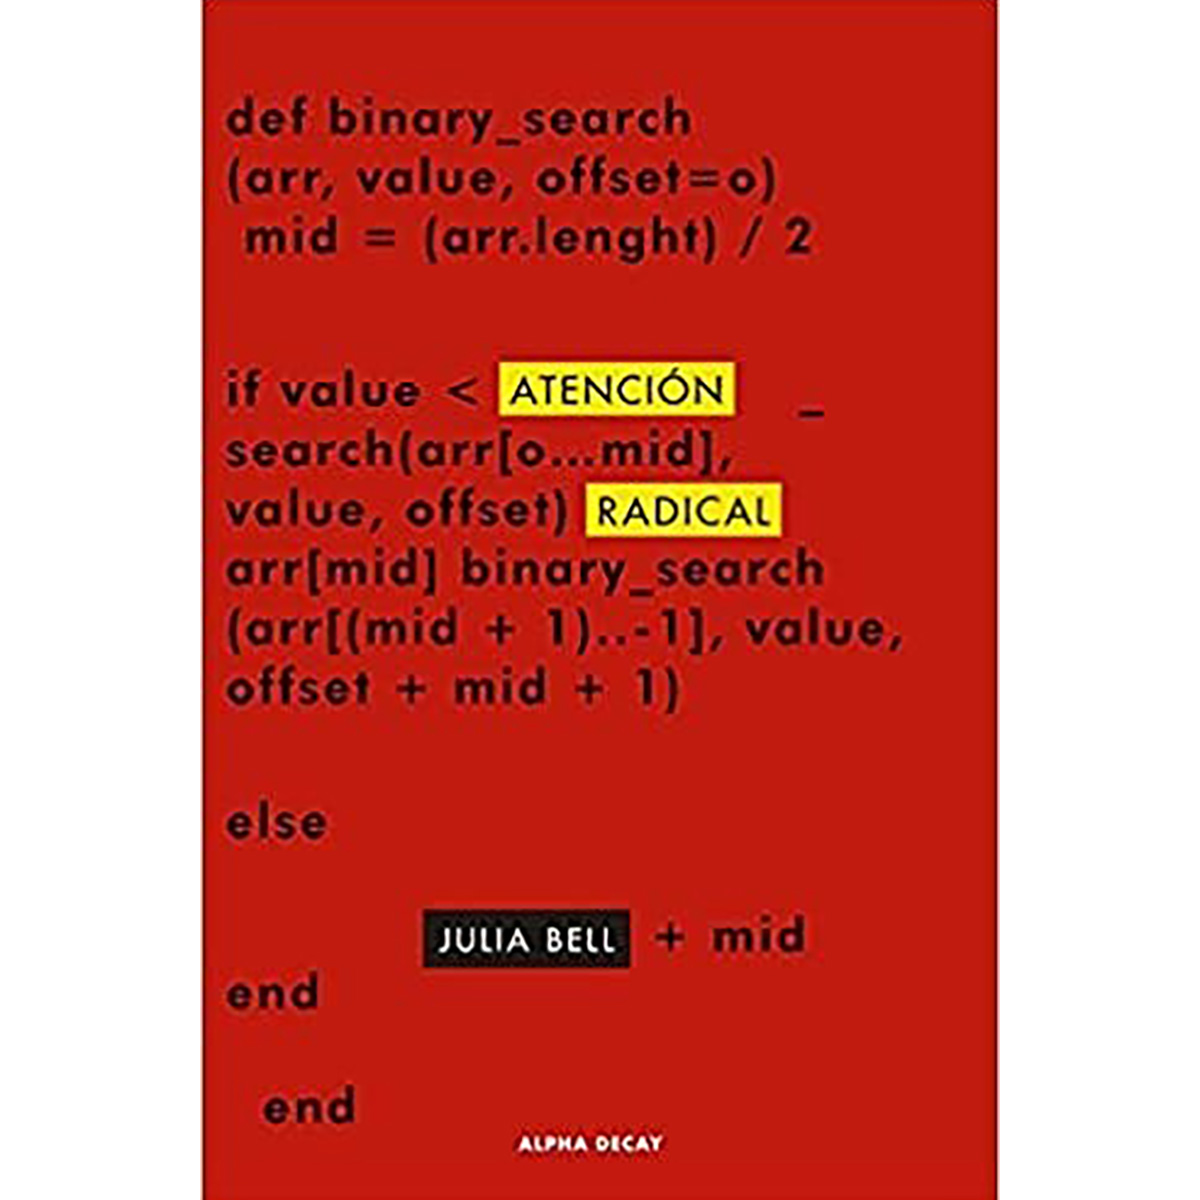 def binary_search
(arr, value, offset=o)
mid = (arr.lenght) / 2
if value < ATENCIÓN _
search(arr[o...mid],
value, offset) RADICAL
arr[mid] binary_search
(arr[(mid + 1)..-1], value,
offset + mid + 1)
else
JULIA BELL + mid
end
end
ALPHA DECAY